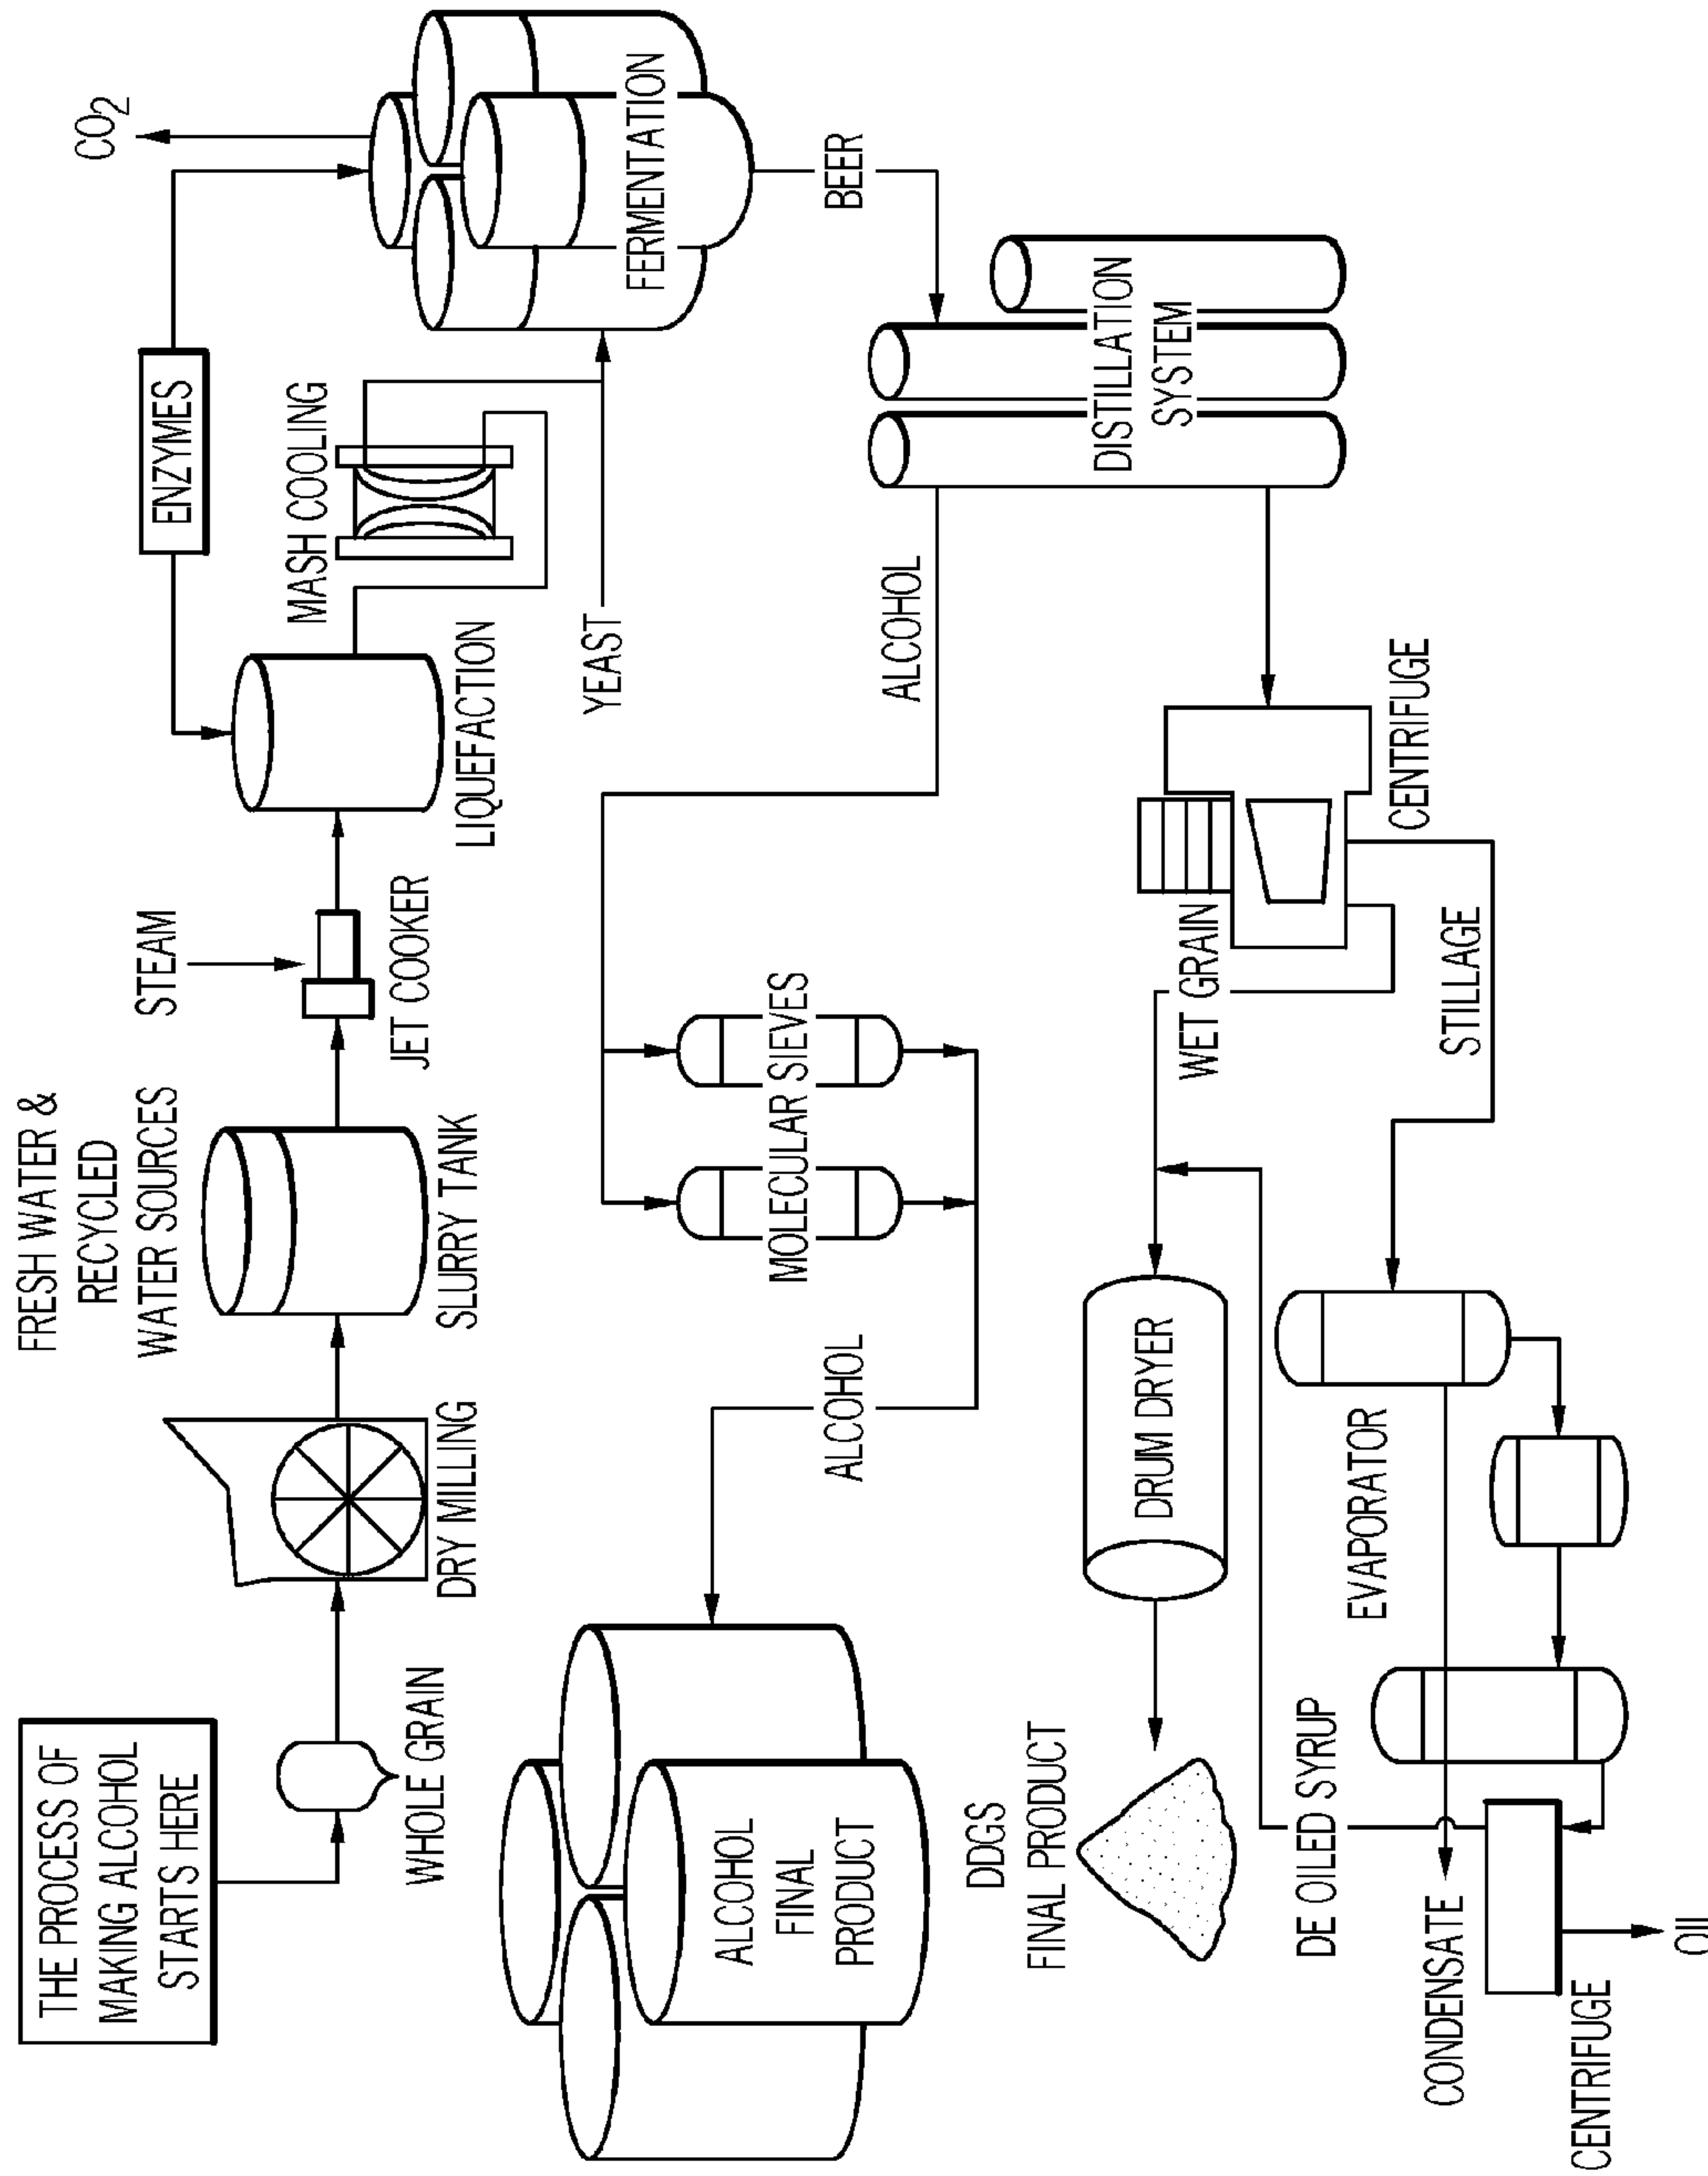 THE PROCESS OF
MAKING ALCOHOL
STARTS HERE
WHOLE GRAIN
DRY MILLING
FRESH WATER &
RECYCLED
WATER SOURCES
SLURRY TANK
STEAM
JET COOKER
LIQUEFACTION
ENZYMES
MASH COOLING
YEAST
CO2
FERMENTATION
BEER
DISTILLATION
SYSTEM
ALCOHOL
MOLECULAR SIEVES
ALCOHOL
ALCOHOL
FINAL
PRODUCT
CENTRIFUGE
WET GRAIN
STILLAGE
DRUM DRYER
DDGS
FINAL PRODUCT
EVAPORATOR
DE OILED SYRUP
CONDENSATE
CENTRIFUGE
OIL